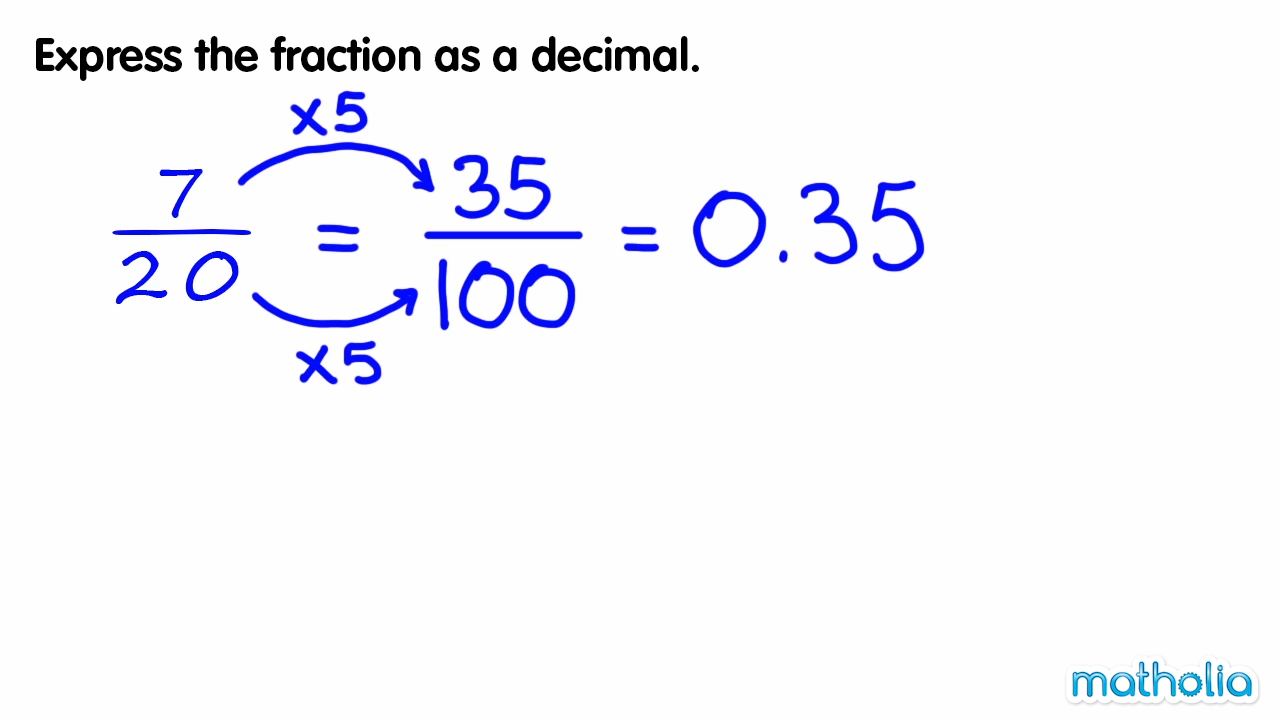 Express the fraction as a decimal.
x5
7/20 = 35/100 = 0.35
x5
matholia